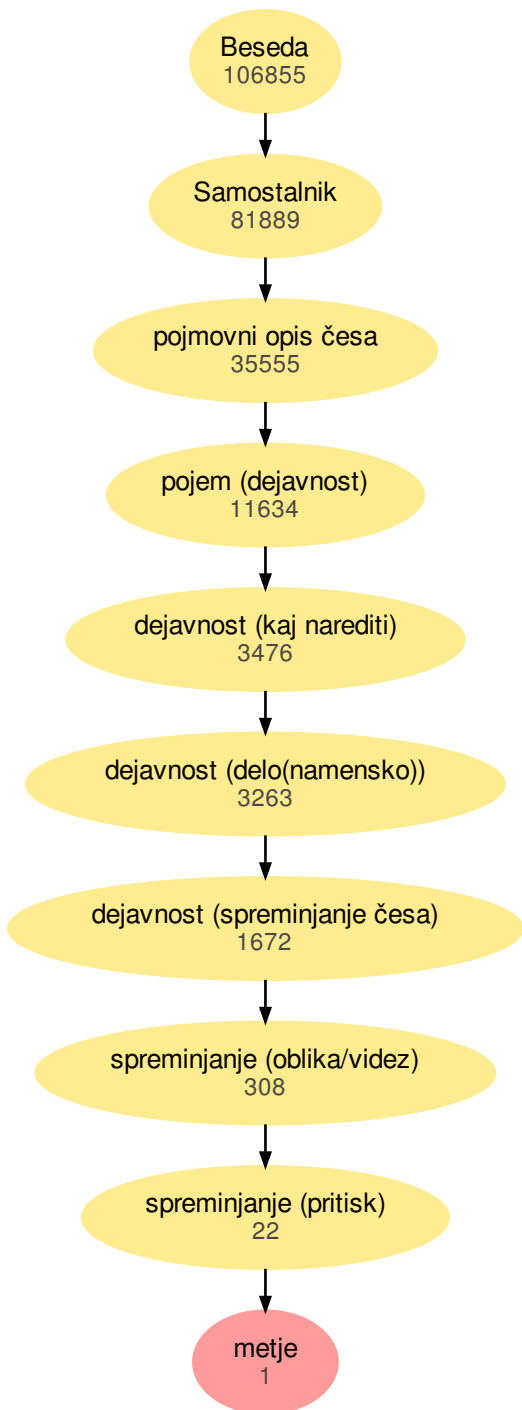 Beseda
106855
Samostalnik
81889
pojmovni opis česa
35555
pojem (dejavnost)
11634
dejavnost (kaj narediti)
3476
dejavnost (delo(namensko))
3263
dejavnost (spreminjanje česa)
1672
spreminjanje (oblika/videz)
308
spreminjanje (pritisk)
22
metje
1